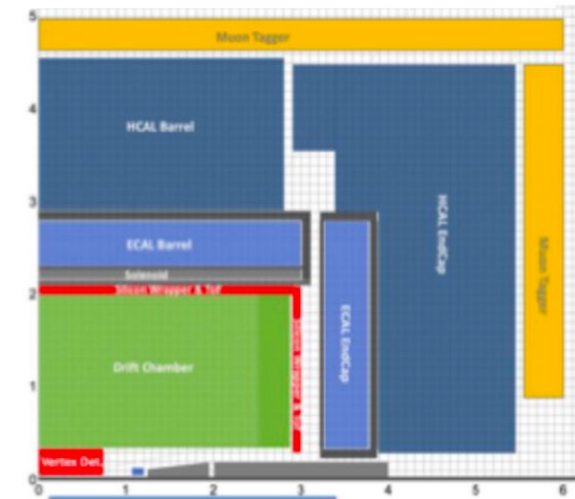 5
Muon Tagger
4
HCAL Barrel
3
HCAL EndCap
ECAL Barrel
Muon Tagger
Solenoid
2
Silicon Wrapper & ToF
ECAL EndCap
Silicon Wrapper & ToF
Drift Chamber
1
Vertex Det.
0
1
2
3
4
5
6